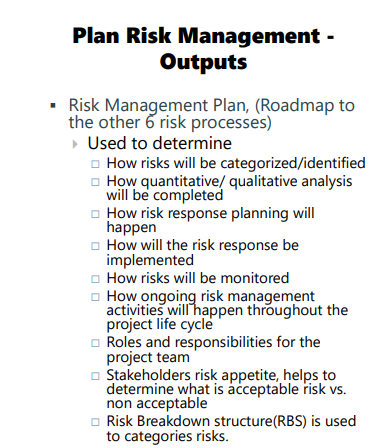 Plan Risk Management -
Outputs
▪ Risk Management Plan, (Roadmap to
the other 6 risk processes)
Used to determine
How risks will be categorized/identified
How quantitative/ qualitative analysis
will be completed
How risk response planning will
happen
How will the risk response be
implemented
How risks will be monitored
How ongoing risk management
activities will happen throughout the
project life cycle
Roles and responsibilities for the
project team
Stakeholders risk appetite, helps to
determine what is acceptable risk vs.
non acceptable
Risk Breakdown structure(RBS) is used
to categories risks.